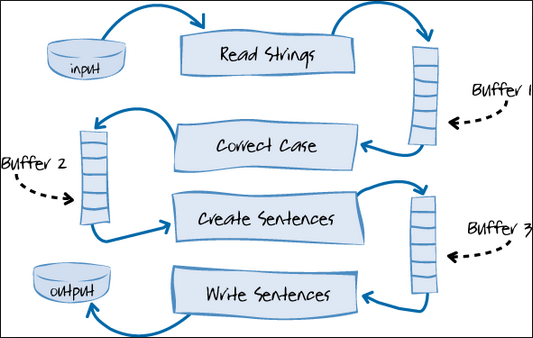 input
Read Strings
Buffer 1
Correct Case
Buffer 2
Create Sentences
Buffer 3
output
Write Sentences